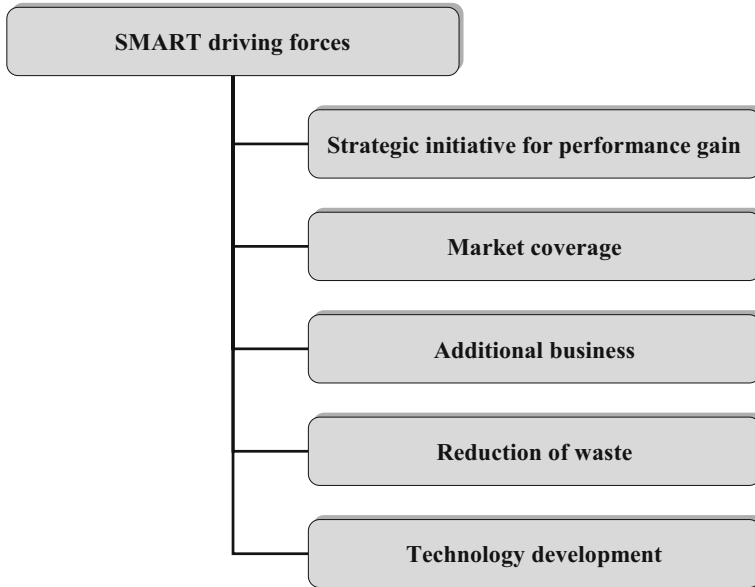 SMART driving forces
Strategic initiative for performance gain
Market coverage
Additional business
Reduction of waste
Technology development